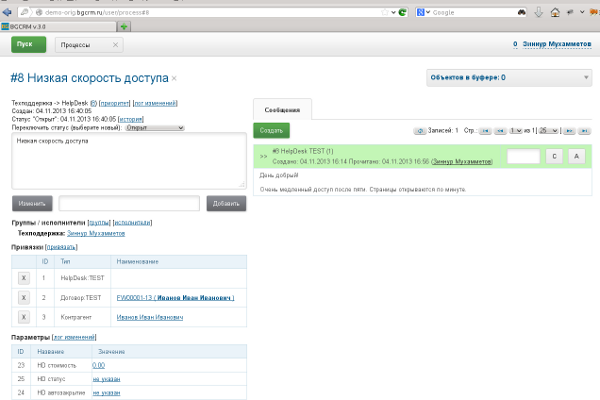 demo-orig.bgcrm.ru/user/process#8
Google
BGCRM v.3.0
Пуск
Процессы
0 Зиннур Мухамметов
#8 Низкая скорость доступа
Объектов в буфере: 0
Техподдержка -> HelpDesk [приоритет] [лог изменений]
Создан: 04.11.2013 16:40:05
Статус "Открыт": 04.11.2013 16:40:05 [история]
Переключить статус (выберите новый): Открыт
Низкая скорость доступа
Изменить
Добавить
Группы / исполнители [группы] [исполнители]
Техподдержка: Зиннур Мухамметов
Привязки [привязать]
ID Тип Наименование
X 1 HelpDesk:TEST
X 2 Договор:TEST FW00001-13 ( Иванов Иван Иванович )
X 3 Контрагент Иванов Иван Иванович
Параметры [лог изменений]
ID Название Значение
23 HD стоимость 0.00
25 HD статус не указан
24 HD автозакрытие не указан
Сообщения
Создать
Записей: 1 Стр.: << < 1 из 1[ 25 ] > >>
>> #8 HelpDesk TEST (1)
Создано: 04.11.2013 16:14 Прочитано: 04.11.2013 16:56 (Зиннур Мухамметов)
С А
День добрый!
Очень медленный доступ после пяти. Страницы открываются по минуте.